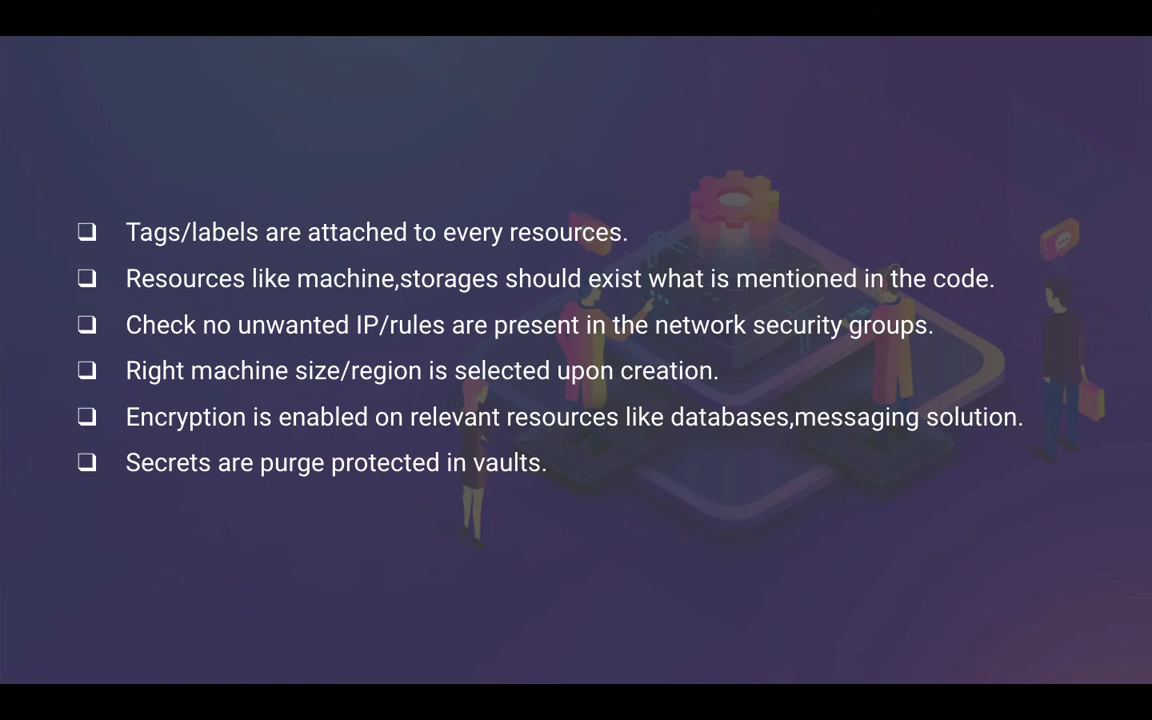 ❑ Tags/labels are attached to every resources.
❑ Resources like machine,storages should exist what is mentioned in the code.
❑ Check no unwanted IP/rules are present in the network security groups.
❑ Right machine size/region is selected upon creation.
❑ Encryption is enabled on relevant resources like databases,messaging solution.
❑ Secrets are purge protected in vaults.